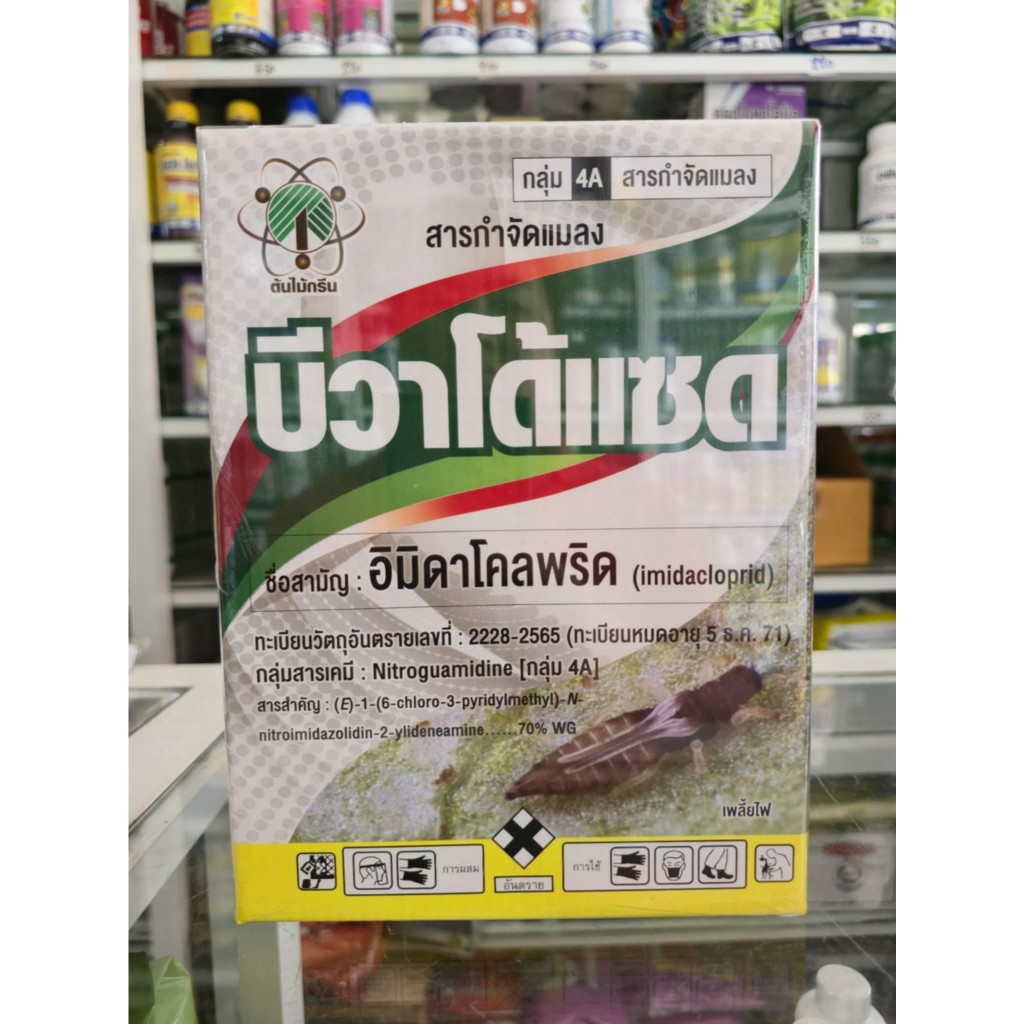 กลุ่ม 4A สารกำจัดแมลง
ต้นไม้กรีน
สารกำจัดแมลง
บีวาโด้แซด
ชื่อสามัญ : อิมิดาโคลพริด (imidacloprid)
ทะเบียนวัตถุอันตรายเลขที่ : 2228-2565 (ทะเบียนหมดอายุ 5 ธ.ค. 71)
กลุ่มสารเคมี : Nitroguamidine [กลุ่ม 4A]
สารสำคัญ : (E)-1-(6-chloro-3-pyridylmethyl)-N-
nitroimidazolidin-2-ylideneamine......70% WG
เพลี้ยไฟ
การผสม
อันตราย
การใช้